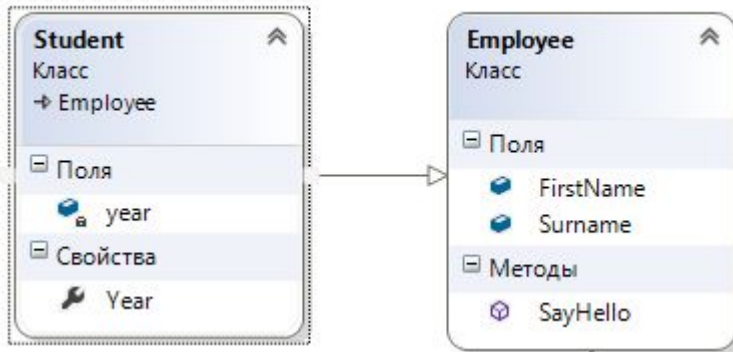 Student
Класс
Employee
Поля
year
Свойства
Year
Employee
Класс
Поля
FirstName
Surname
Методы
SayHello